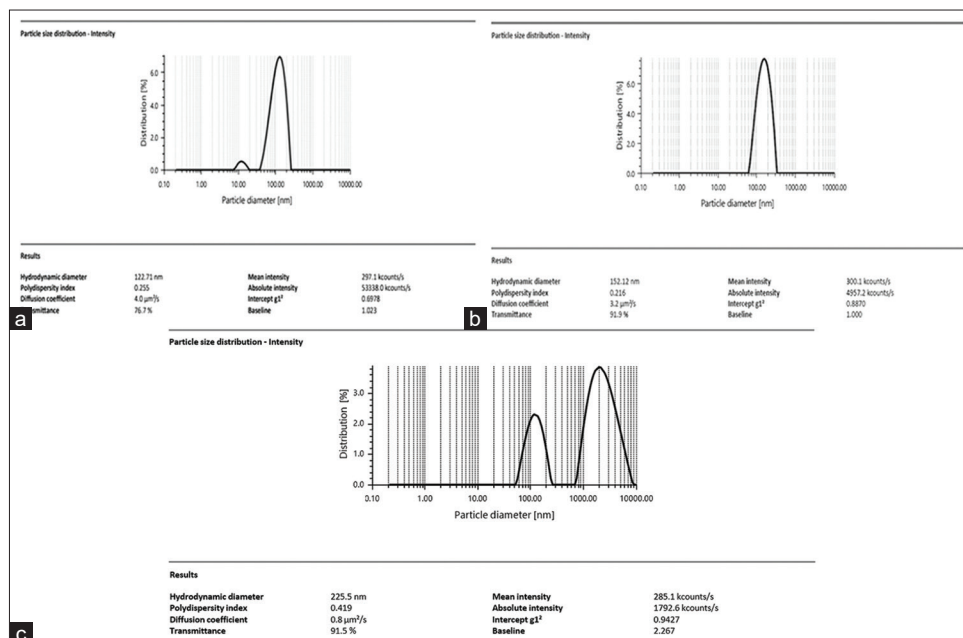 Particle size distribution - Intensity
Distribution [%]
6.0
4.0
2.0
0.0
0.10 1.00 10.00 100.00 1000.00 10000.00
Particle diameter [nm]
Results
Hydrodynamic diameter 122.71 nm Mean intensity 297.1 kcounts/s
Polydispersity index 0.255 Absolute intensity 53338.0 kcounts/s
Diffusion coefficient 4.0 µm²/s Intercept g1² 0.6978
nsmittance 76.7 % Baseline 1.023
a
Particle size distribution - Intensity
Distribution [%]
6.0
4.0
2.0
0.0
0.10 1.00 10.00 100.00 1000.00 10000.00
Particle diameter [nm]
Results
Hydrodynamic diameter 152.12 nm Mean intensity 300.1 kcounts/s
Polydispersity index 0.216 Absolute intensity 4957.2 kcounts/s
Diffusion coefficient 3.2 µm²/s Intercept g1² 0.8870
Transmittance 91.9 % Baseline 1.000
b
Particle size distribution - Intensity
Distribution [%]
3.0
2.0
1.0
0.0
0.10 1.00 10.00 100.00 1000.00 10000.00
Particle diameter [nm]
Results
Hydrodynamic diameter 225.5 nm Mean intensity 285.1 kcounts/s
Polydispersity index 0.419 Absolute intensity 1792.6 kcounts/s
Diffusion coefficient 0.8 µm²/s Intercept g1² 0.9427
Transmittance 91.5 % Baseline 2.267
c